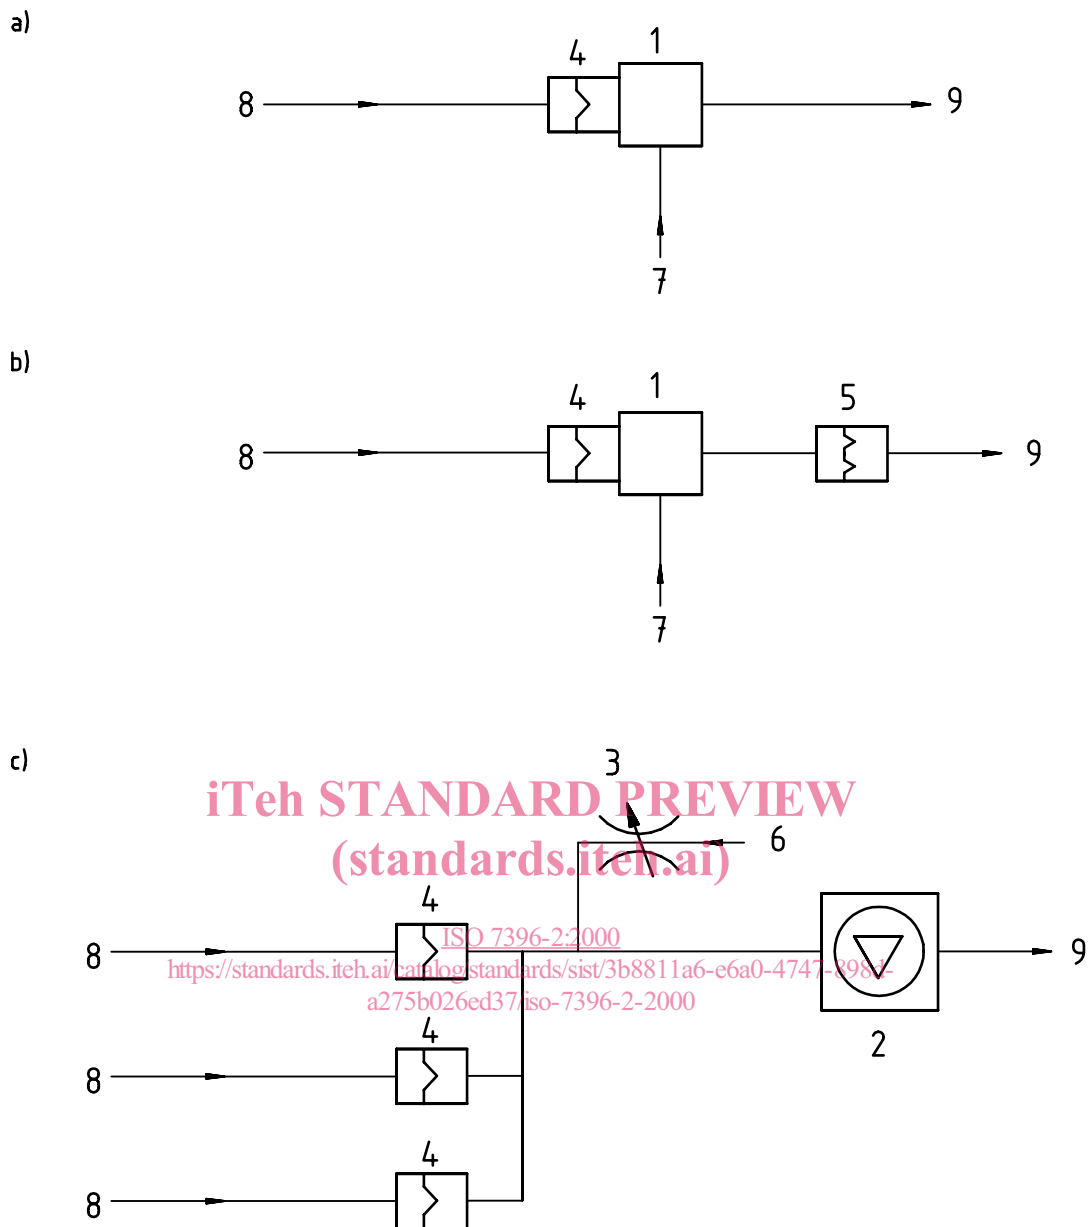 a)
4 1
8 9
7
b)
4 1 5
8 9
7
c)
3
iTeh STANDARD PREVIEW
6
(standards.iteh.ai)
4
ISO 7396-2:2000
8 9
https://standards.iteh.ai/catalog/standards/sist/3b8811a6-e6a0-4747-898d-
a275b026ed37/iso-7396-2-2000
4 2
8
4
8